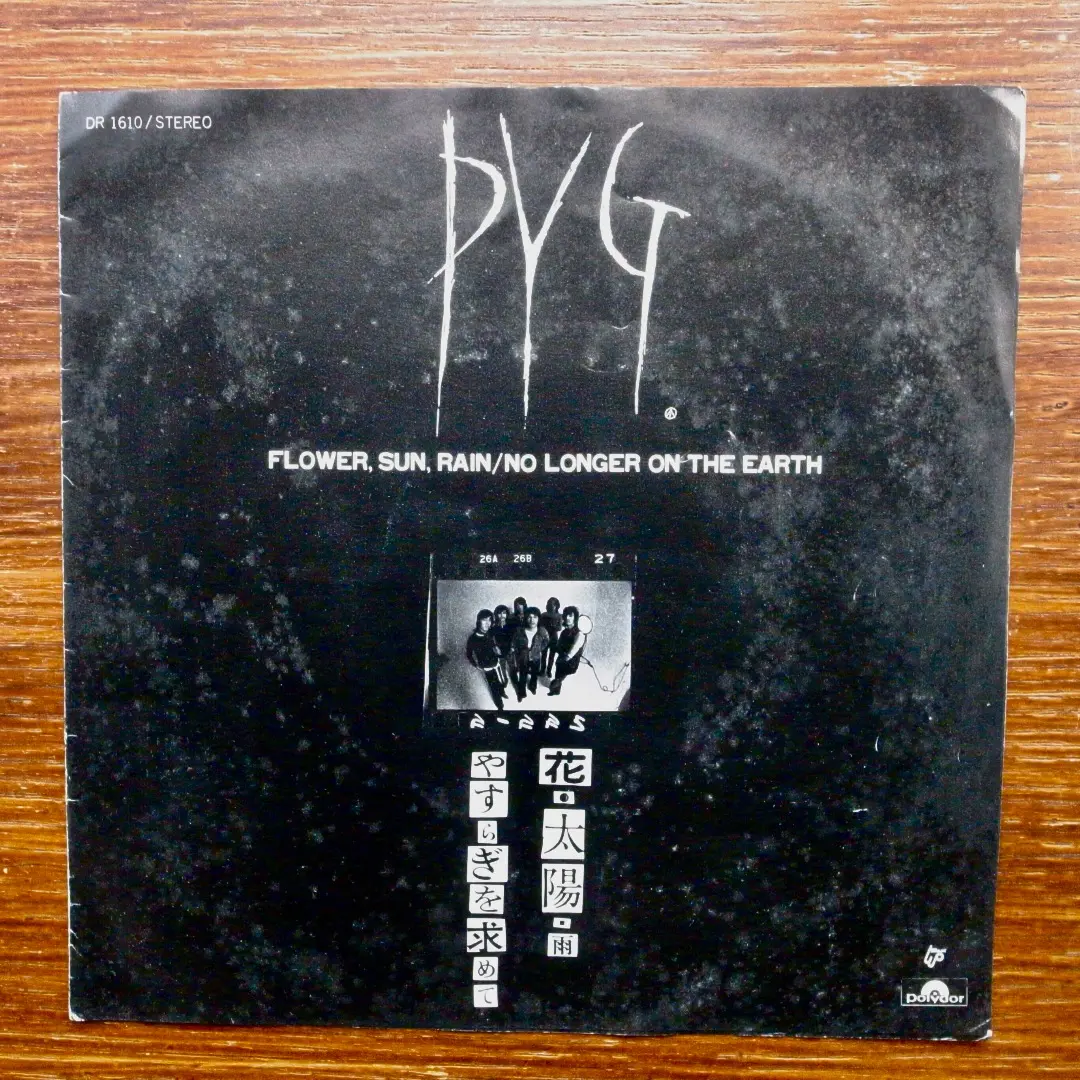 DR 1610/STEREO
PYG
FLOWER, SUN, RAIN/NO LONGER ON THE EARTH
26A 26B 27
花・太陽・雨
やすらぎを求めて
polydor